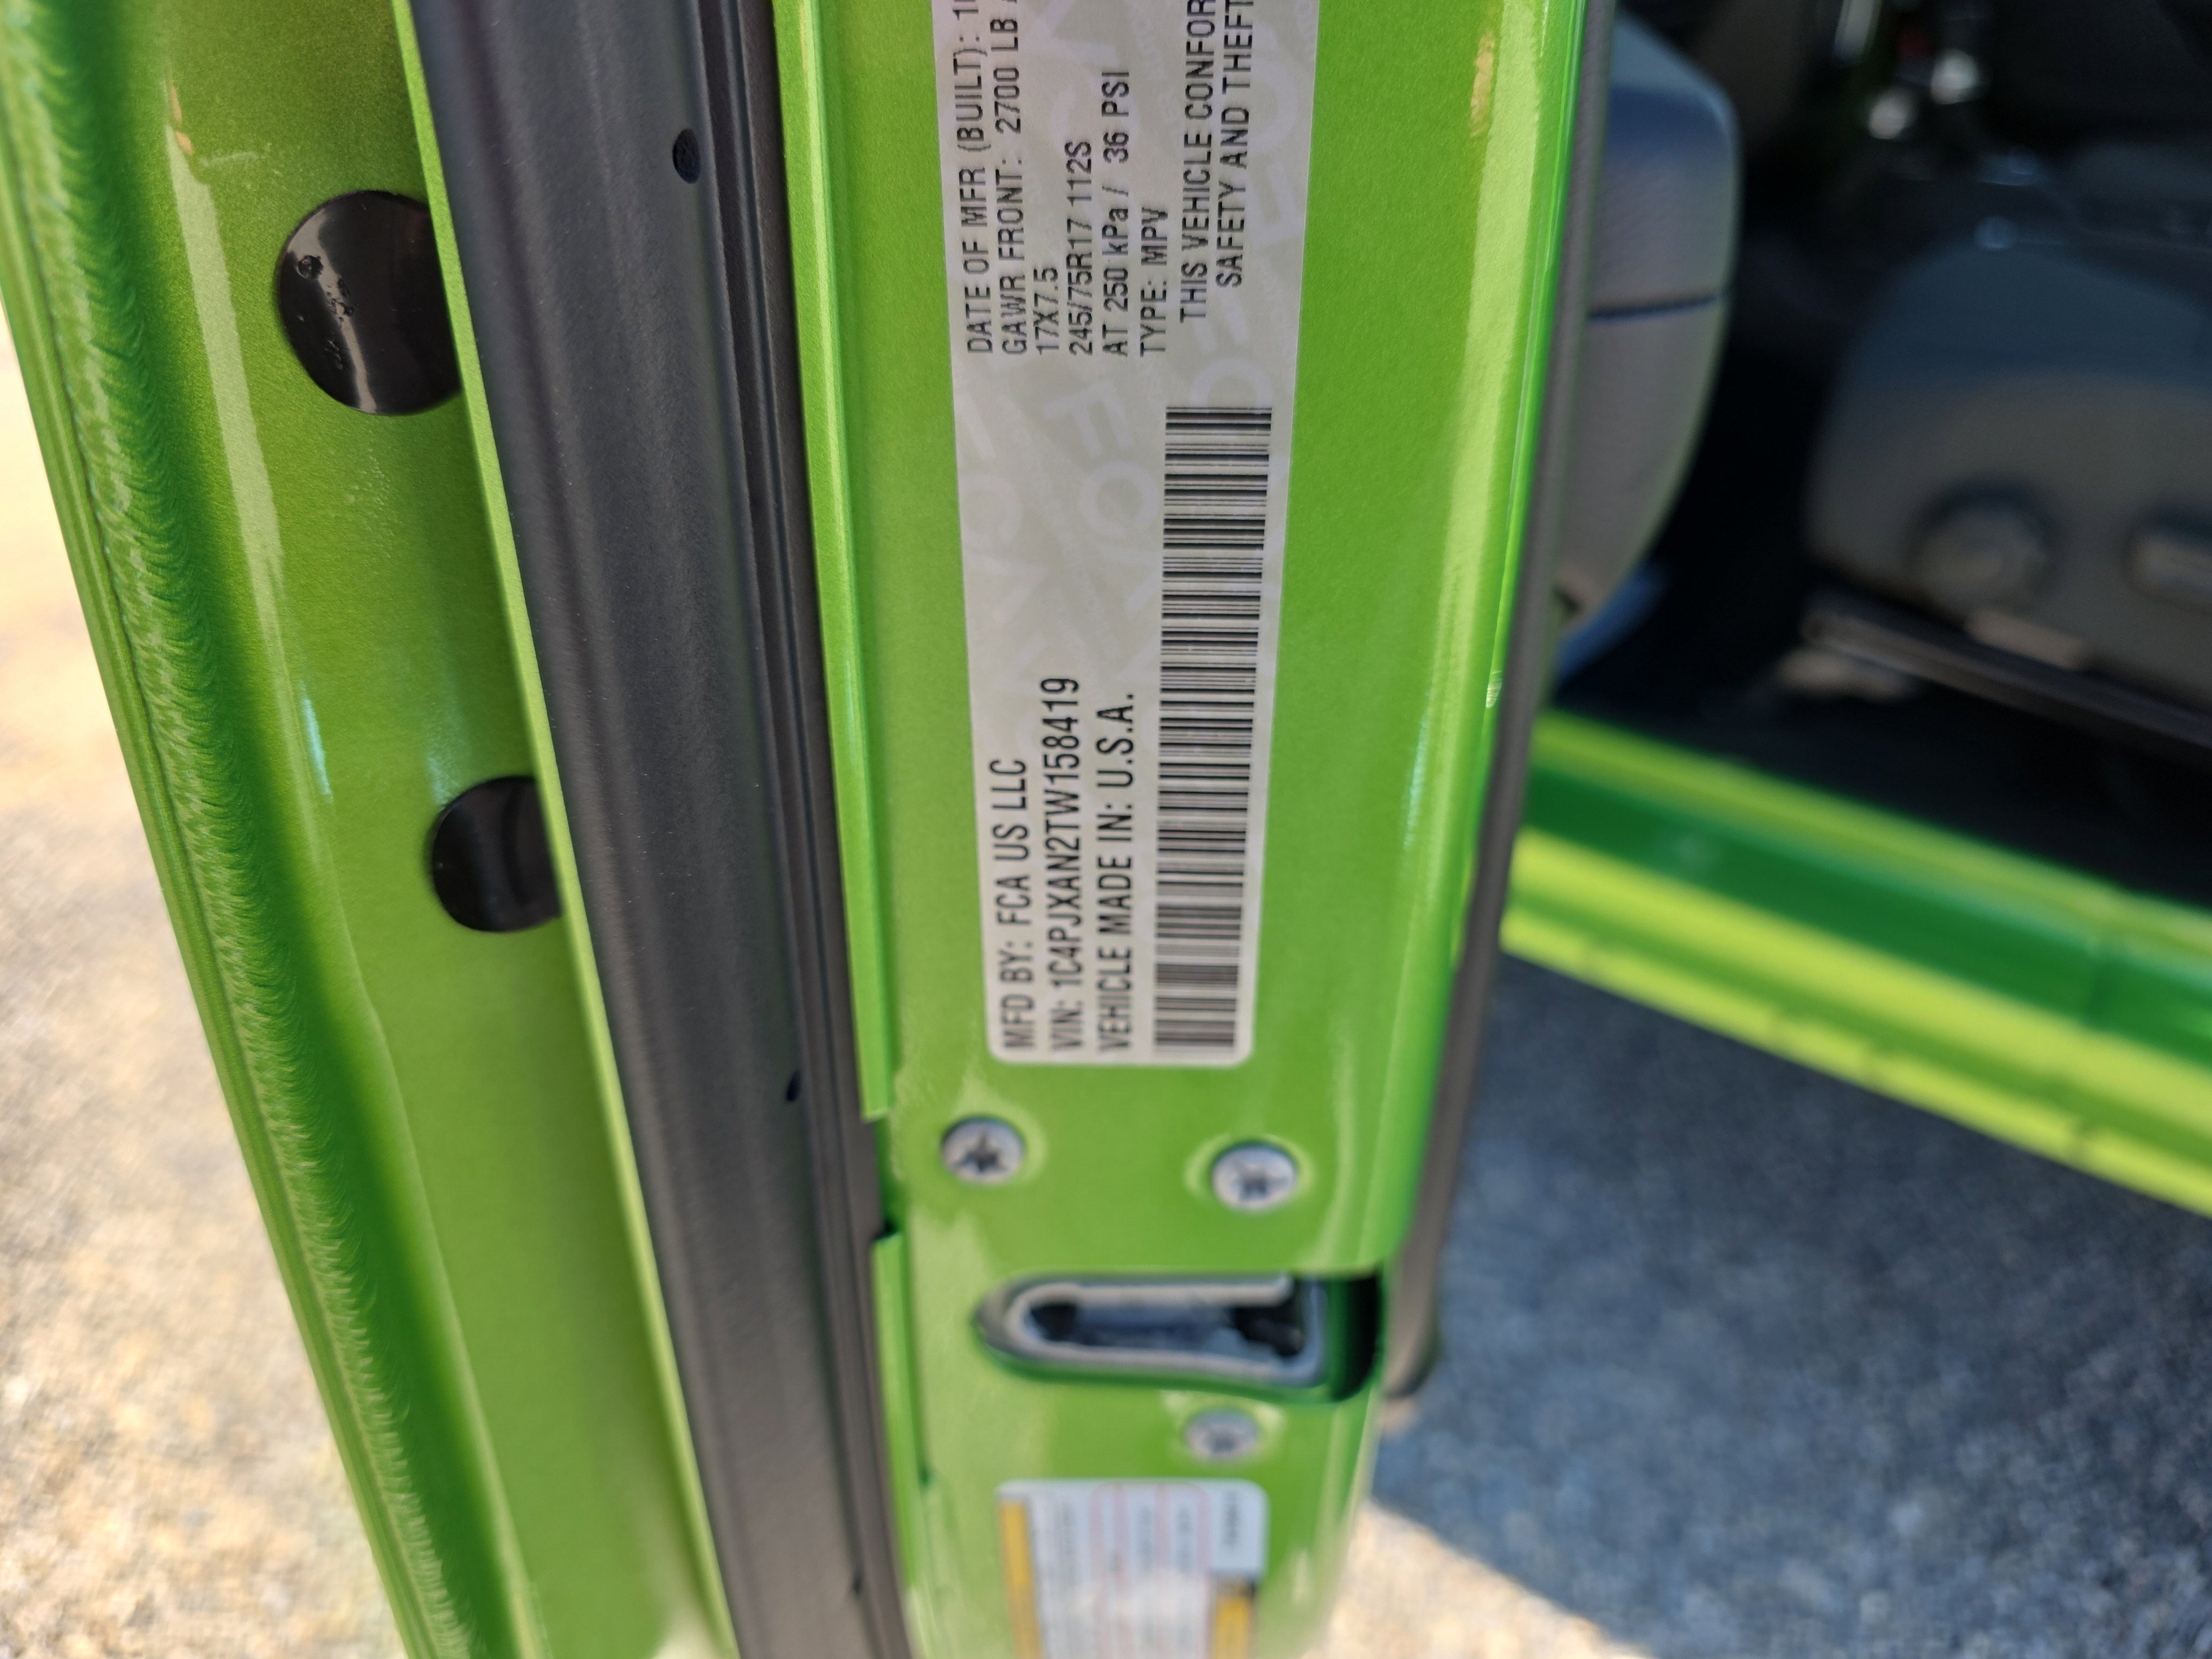 MFD BY: FCA US LLC
VIN: 1C4PJXAN2TW158419
VEHICLE MADE IN: U.S.A.
DATE OF MFR (BUILT):
GAWR FRONT: 2700 LB
17X7.5
245/75R17 112S
AT 250 kPa / 36 PSI
TYPE: MPV
THIS VEHICLE CONFOR
SAFETY AND THEFT
FCA